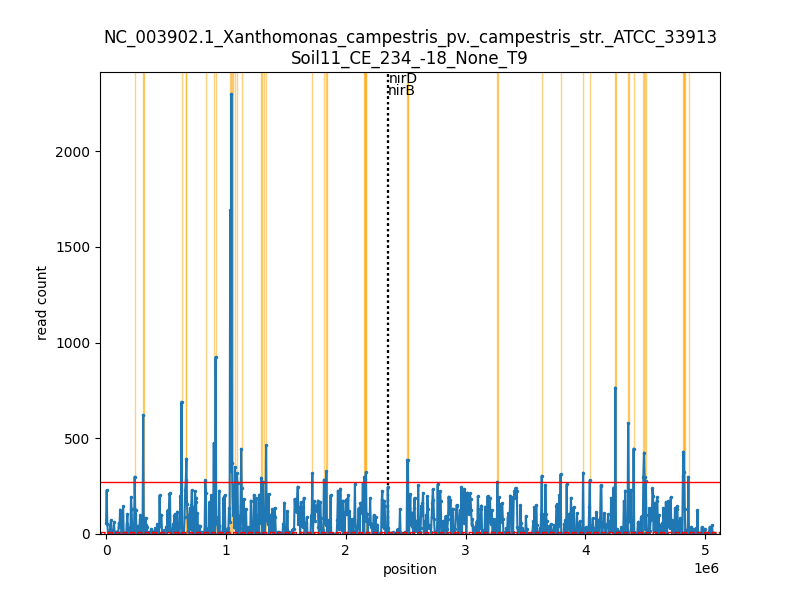 NC_003902.1_Xanthomonas_campestris_pv._campestris_str._ATCC_33913
Soil11_CE_234_-18_None_T9
nirD
nirB
2000
1500
1000
500
0
read count
0 1 2 3 4 5
1e6
position